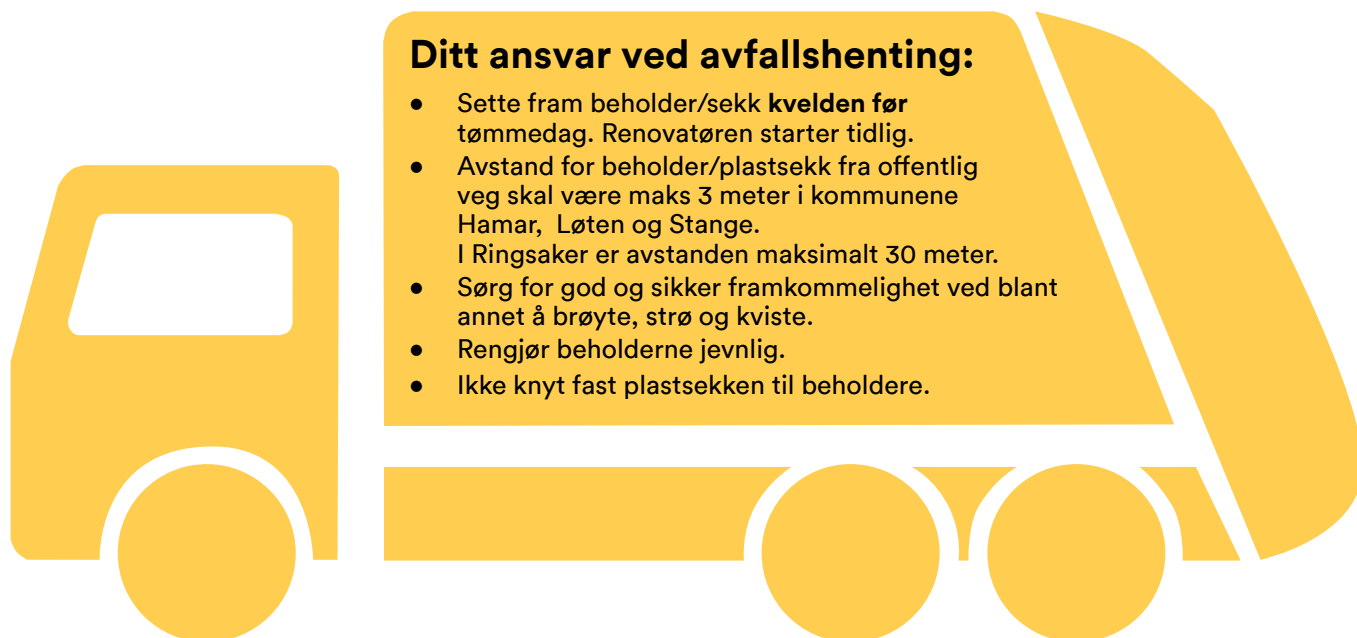 Ditt ansvar ved avfallshenting:
● Sette fram beholder/sekk kvelden før
tømmedag. Renovatøren starter tidlig.
● Avstand for beholder/plastsekk fra offentlig
veg skal være maks 3 meter i kommunene
Hamar, Løten og Stange.
I Ringsaker er avstanden maksimalt 30 meter.
● Sørg for god og sikker framkommelighet ved blant
annet å brøyte, strø og kviste.
● Rengjør beholderne jevnlig.
● Ikke knyt fast plastsekken til beholdere.